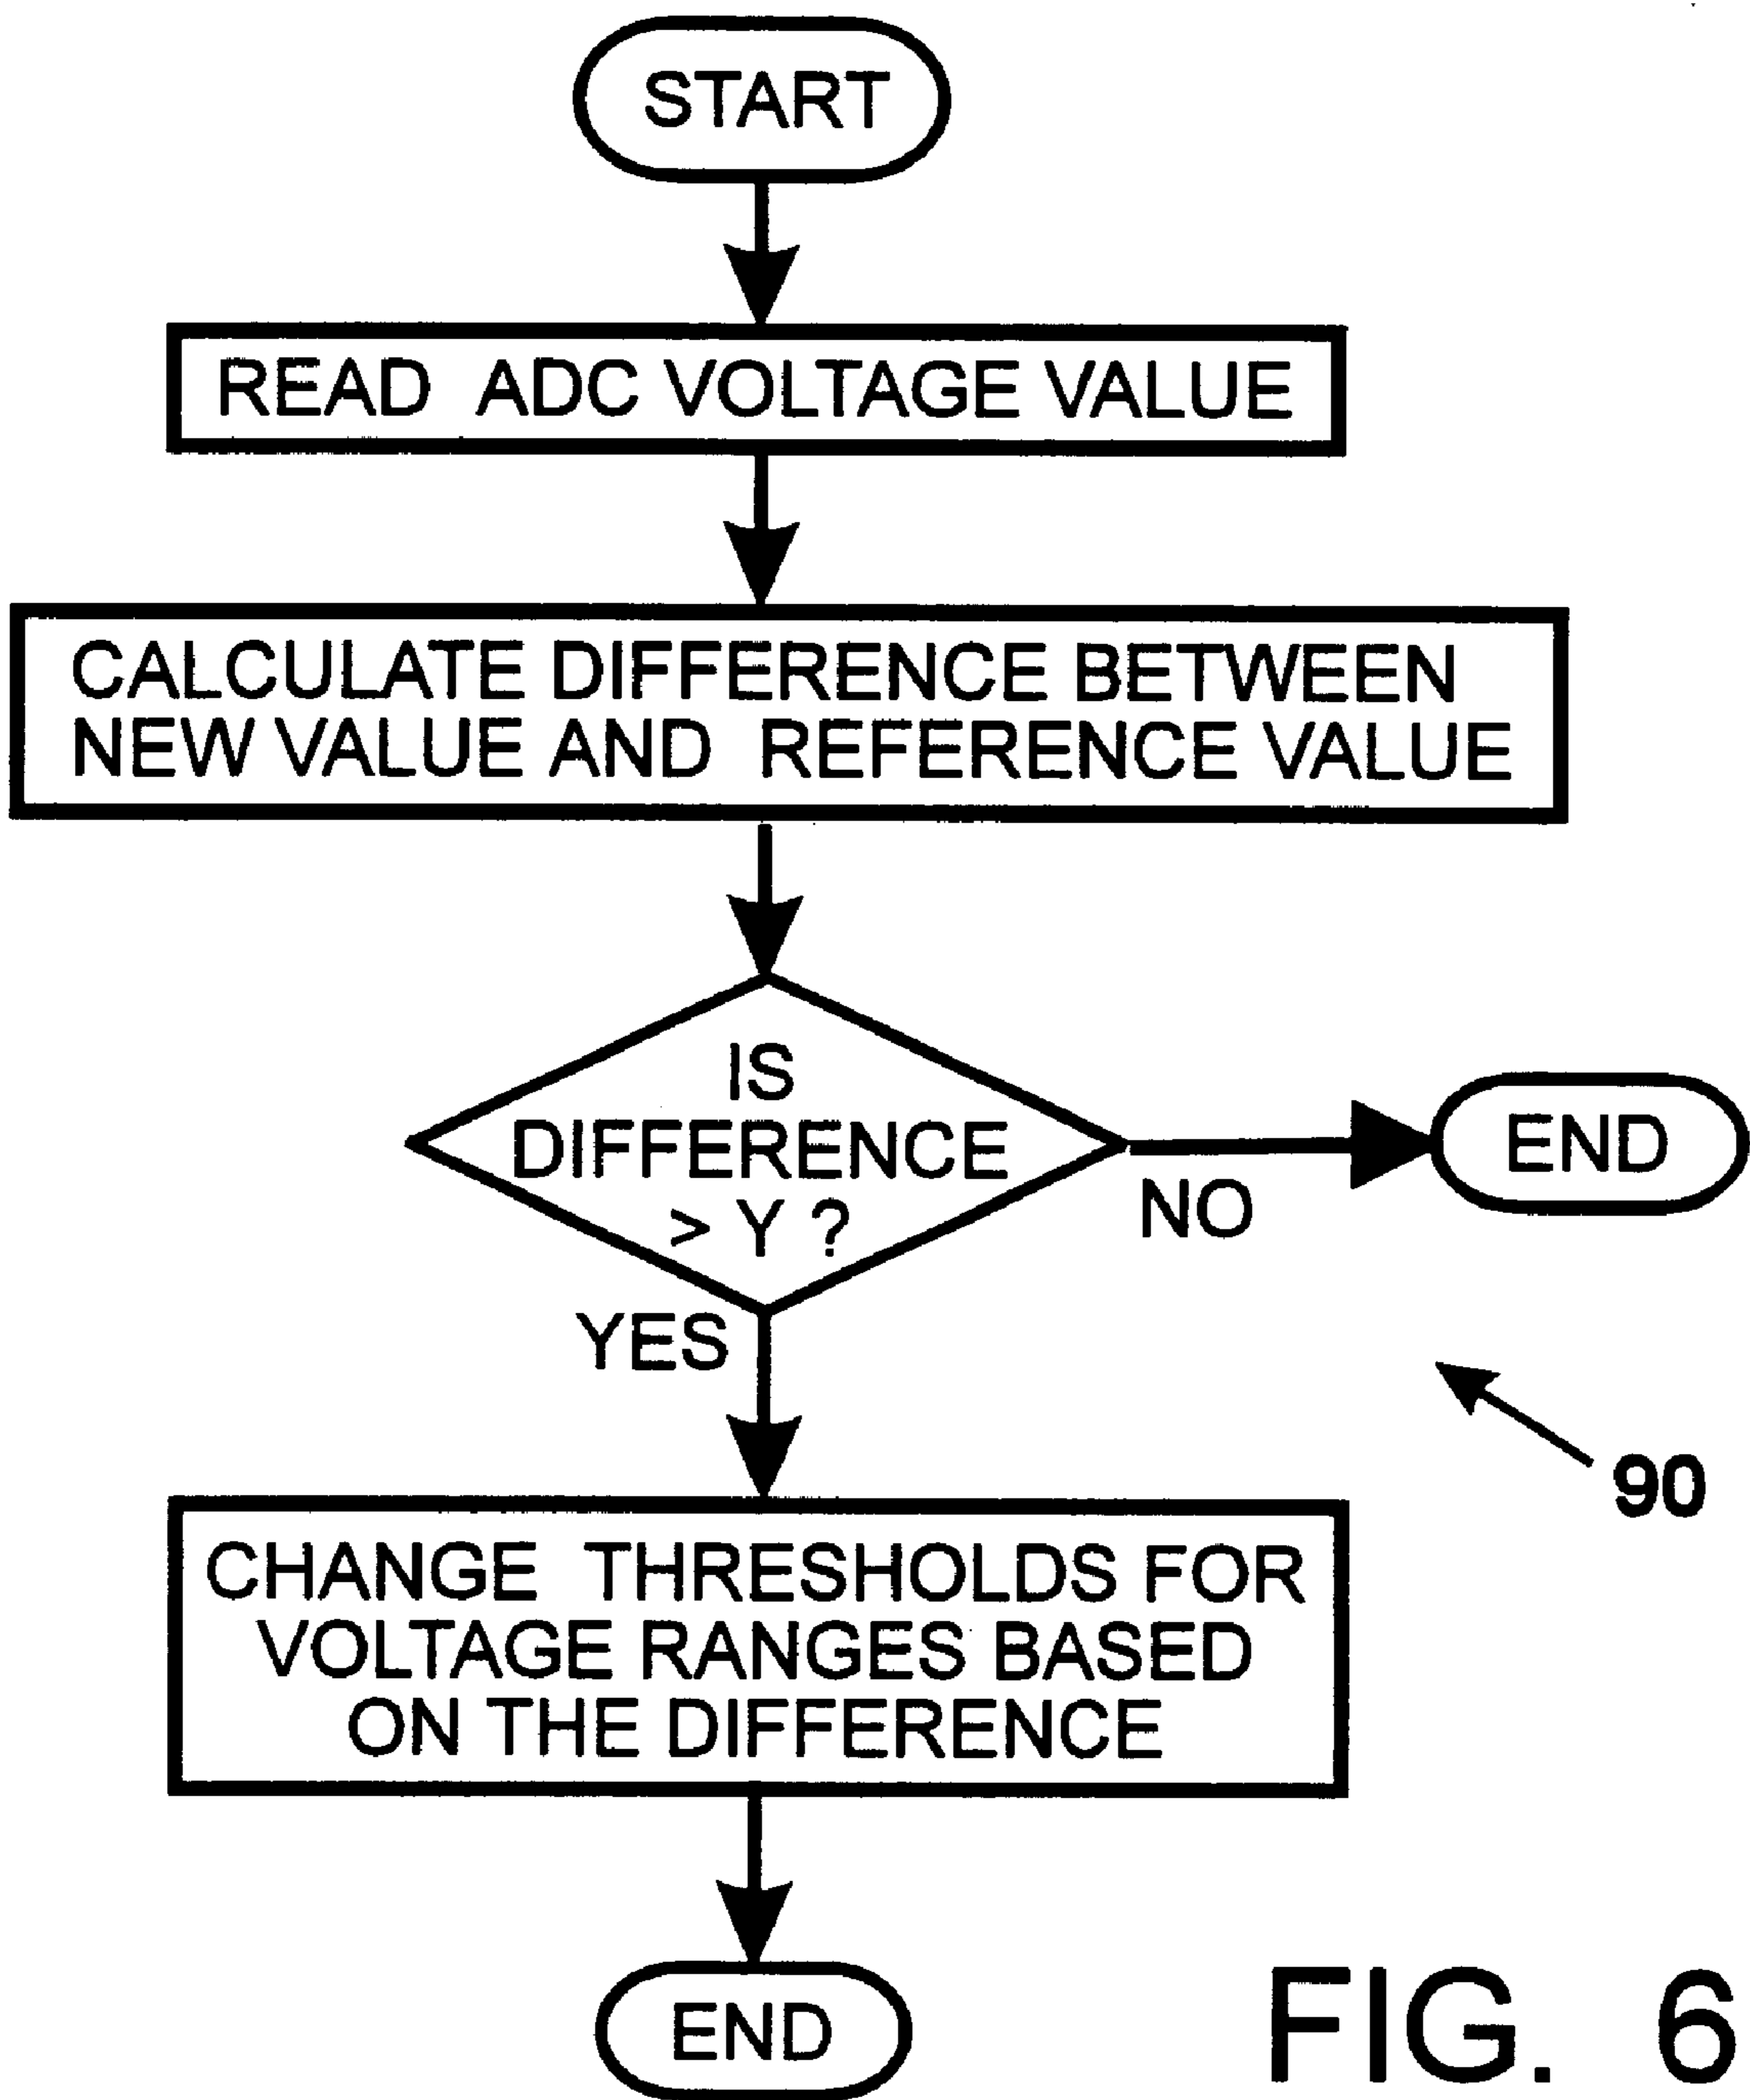 START
READ ADC VOLTAGE VALUE
CALCULATE DIFFERENCE BETWEEN
NEW VALUE AND REFERENCE VALUE
IS
DIFFERENCE
> Y ?
NO
END
YES
90
CHANGE THRESHOLDS FOR
VOLTAGE RANGES BASED
ON THE DIFFERENCE
END
FIG. 6